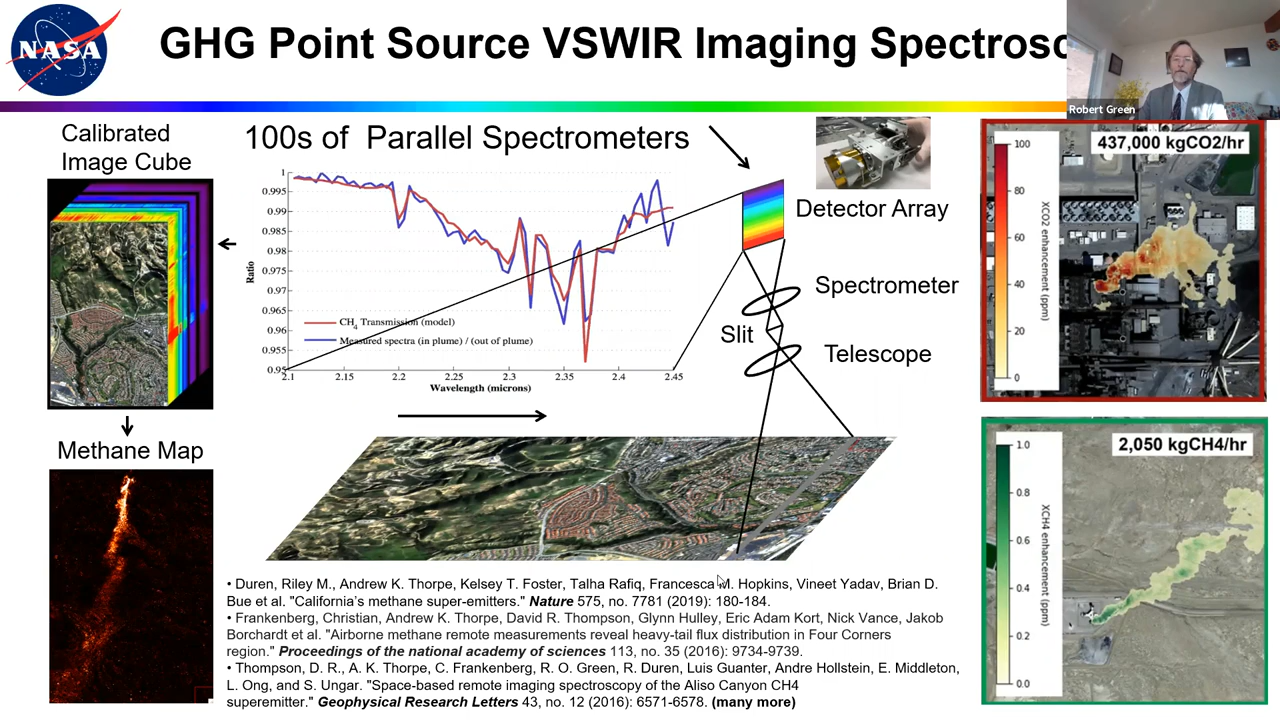 NASA
GHG Point Source VSWIR Imaging Spectrosc
Robert Green
Calibrated
Image Cube
100s of Parallel Spectrometers
437,000 kgCO2/hr
1
0.995
0.99
0.985
0.98
0.975
0.97
0.965
0.96
0.955
0.95
Ratio
CH4 Transmission (model)
Measured spectra (in plume) / (out of plume)
2.1 2.15 2.2 2.25 2.3 2.35 2.4 2.45
Wavelength (microns)
Detector Array
Spectrometer
Slit
Telescope
100
80
60
40
20
0
XCO2 enhancement (ppm)
Methane Map
2,050 kgCH4/hr
1.0
0.8
0.6
0.4
0.2
0.0
XCH4 enhancement (ppm)
• Duren, Riley M., Andrew K. Thorpe, Kelsey T. Foster, Talha Rafiq, Francesca M. Hopkins, Vineet Yadav, Brian D.
Bue et al. "California's methane super-emitters." Nature 575, no. 7781 (2019): 180-184.
• Frankenberg, Christian, Andrew K. Thorpe, David R. Thompson, Glynn Hulley, Eric Adam Kort, Nick Vance, Jakob
Borchardt et al. "Airborne methane remote measurements reveal heavy-tail flux distribution in Four Corners
region." Proceedings of the national academy of sciences 113, no. 35 (2016): 9734-9739.
• Thompson, D. R., A. K. Thorpe, C. Frankenberg, R. O. Green, R. Duren, Luis Guanter, Andre Hollstein, E. Middleton,
L. Ong, and S. Ungar. "Space-based remote imaging spectroscopy of the Aliso Canyon CH4
superemitter." Geophysical Research Letters 43, no. 12 (2016): 6571-6578. (many more)